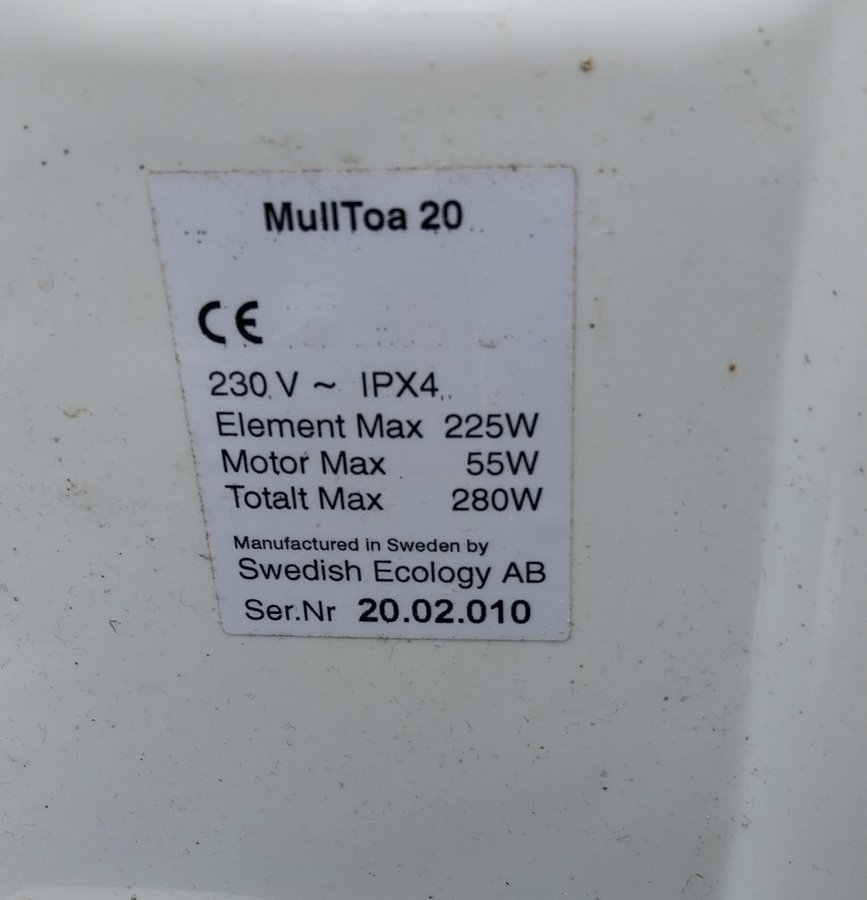 MullToa 20
CE
230 V ~ IPX4
Element Max 225W
Motor Max 55W
Totalt Max 280W
Manufactured in Sweden by
Swedish Ecology AB
Ser.Nr 20.02.010